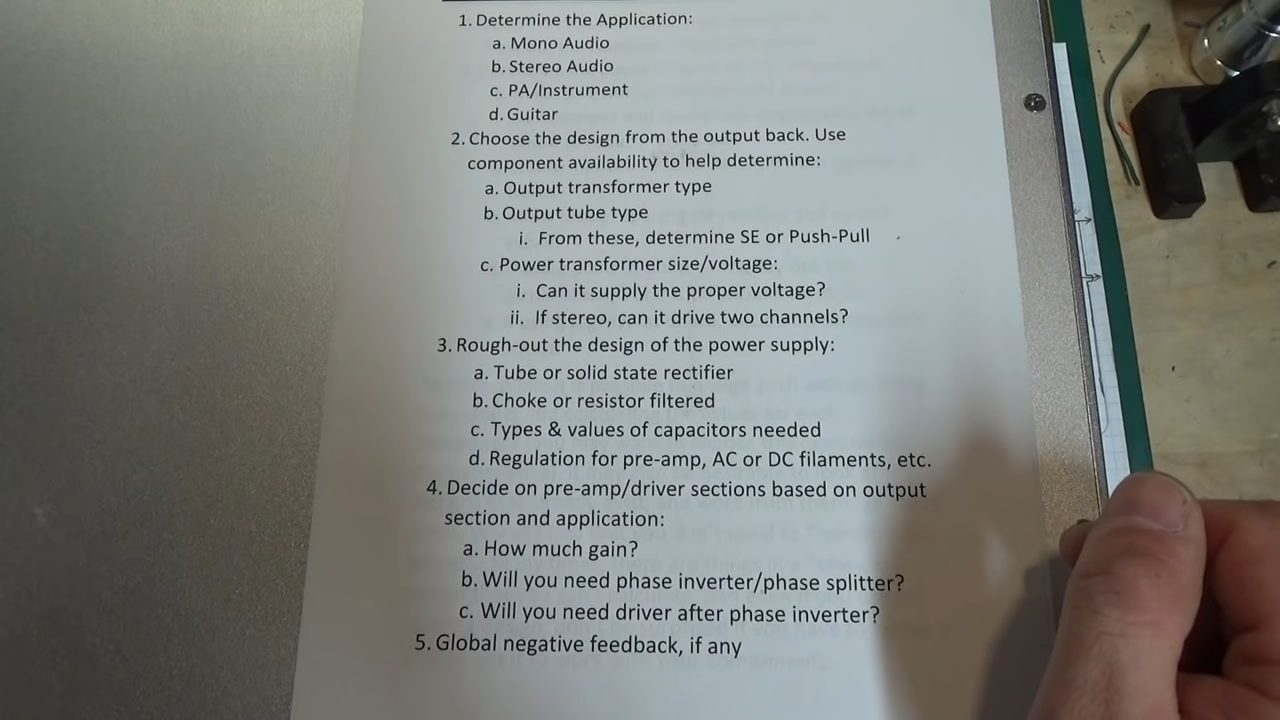 1. Determine the Application:
a. Mono Audio
b. Stereo Audio
c. PA/Instrument
d. Guitar
2. Choose the design from the output back. Use
component availability to help determine:
a. Output transformer type
b. Output tube type
i. From these, determine SE or Push-Pull
c. Power transformer size/voltage:
i. Can it supply the proper voltage?
ii. If stereo, can it drive two channels?
3. Rough-out the design of the power supply:
a. Tube or solid state rectifier
b. Choke or resistor filtered
c. Types & values of capacitors needed
d. Regulation for pre-amp, AC or DC filaments, etc.
4. Decide on pre-amp/driver sections based on output
section and application:
a. How much gain?
b. Will you need phase inverter/phase splitter?
c. Will you need driver after phase inverter?
5. Global negative feedback, if any